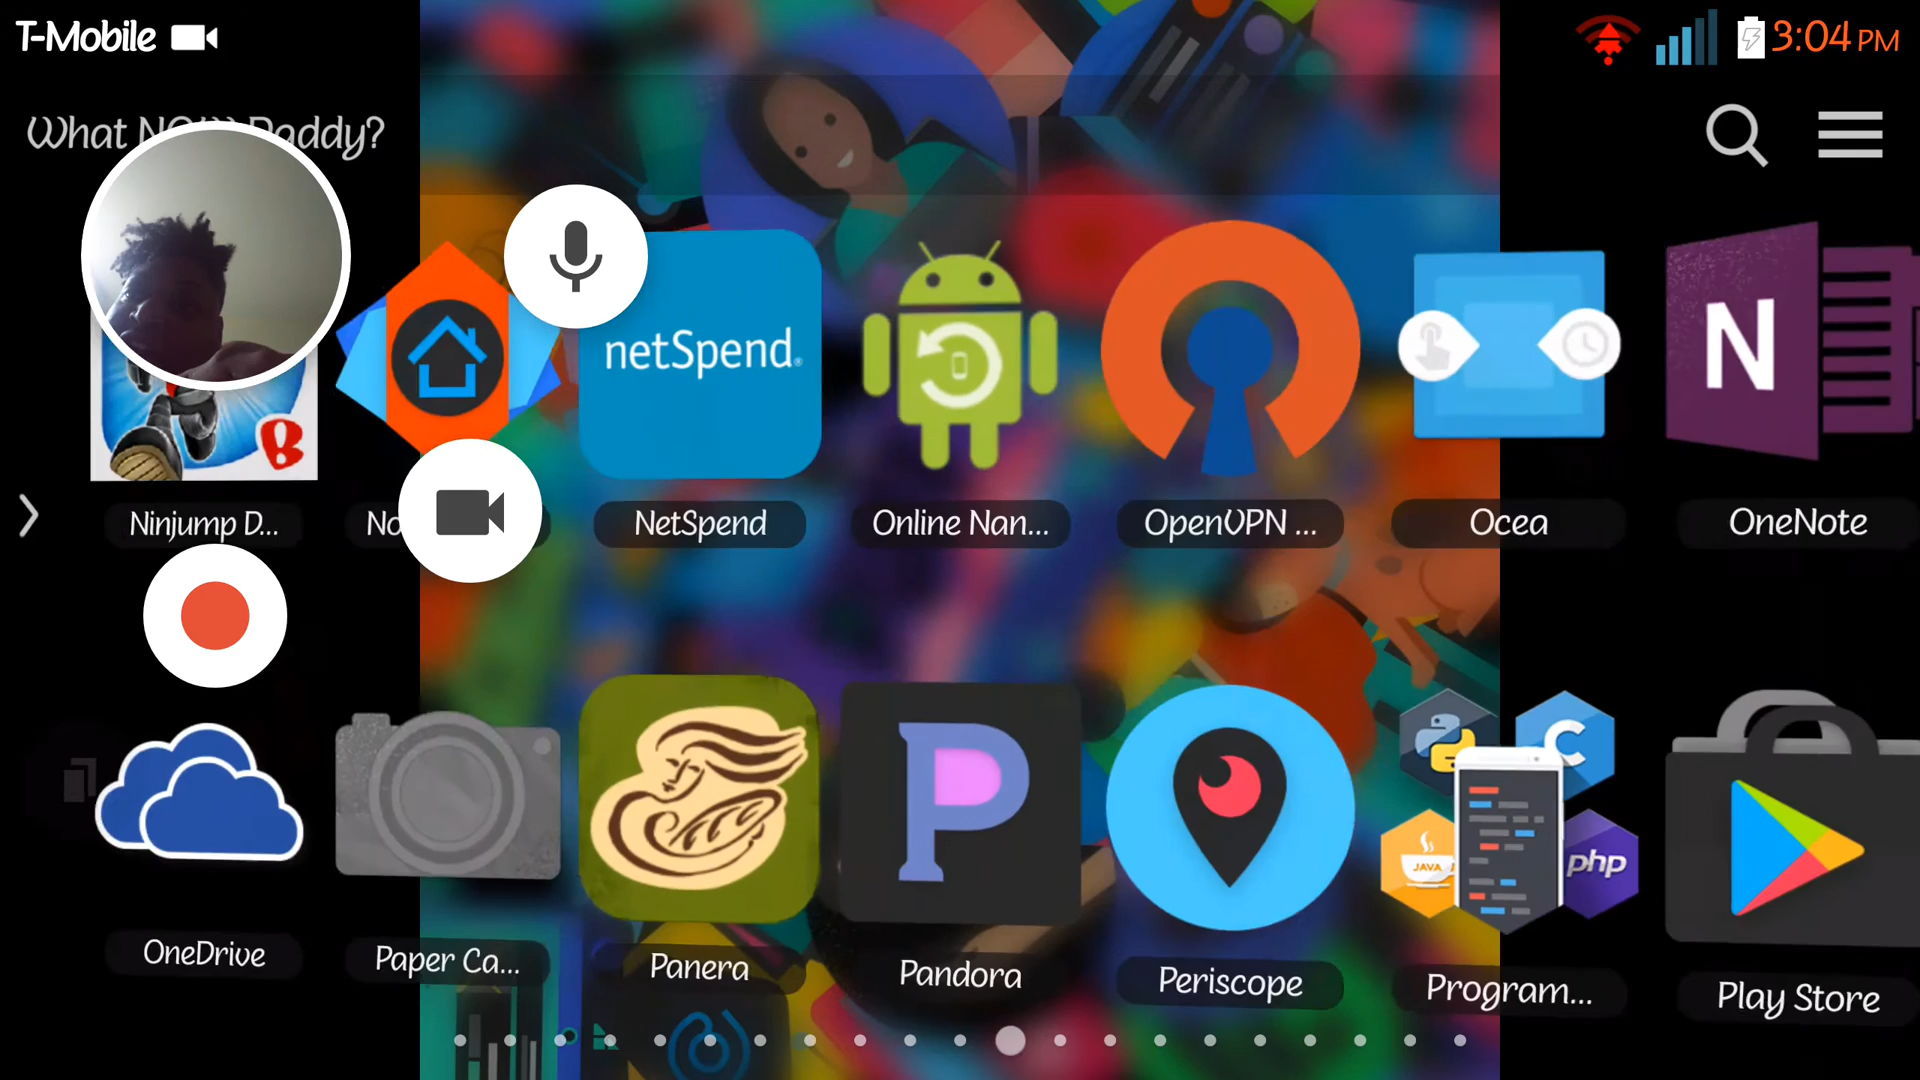 T-Mobile 3:04 PM
What Daddy?
netSpend®
N
Ninjump D...
No
NetSpend
Online Nan...
OpenVPN ...
Ocea
OneNote
P
C
JAVA
php
OneDrive
Paper Ca...
Panera
Pandora
Periscope
Program...
Play Store